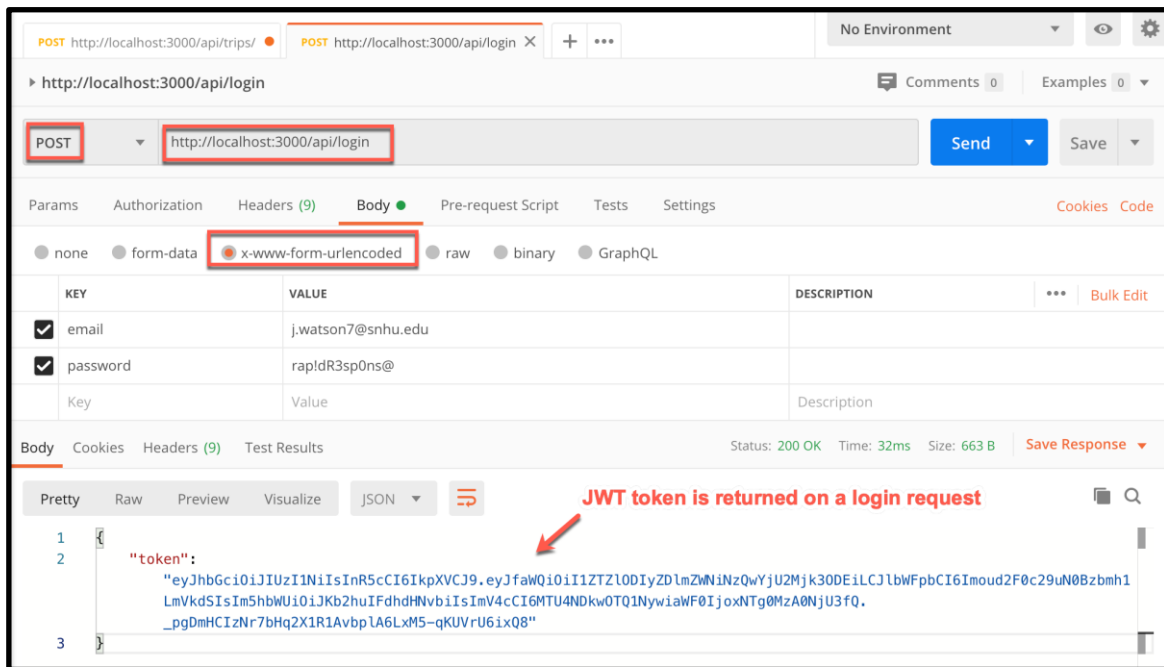 POST http://localhost:3000/api/trips/ POST http://localhost:3000/api/login No Environment
http://localhost:3000/api/login Comments 0 Examples 0
POST http://localhost:3000/api/login Send Save
Params Authorization Headers (9) Body Pre-request Script Tests Settings Cookies Code
none form-data x-www-form-urlencoded raw binary GraphQL
KEY VALUE DESCRIPTION Bulk Edit
email j.watson7@snhu.edu
password rap!dR3sp0ns@
Key Value Description
Body Cookies Headers (9) Test Results Status: 200 OK Time: 32ms Size: 663 B Save Response
Pretty Raw Preview Visualize JSON JWT token is returned on a login request
1 {
2 "token":
"eyJhbGciOiJIUzI1NiIsInR5cCI6IkpXVCJ9.eyJfaWQiOiI1ZTZlODIyZDlmZWNiNzQwYjU2Mjk3ODEiLCJlbWFpbCI6Imoud2F0c29uN0Bzbmh1
LmVkdSIsIm5hbWUiOiJKb2huIFdhdHNvbiIsImV4cCI6MTU4NDkwOTQ1NywiaWF0IjoxNTg0MzA0NjU3fQ.
_pgDmHCIzNr7bHq2X1R1AvbplA6LxM5-qKUVrU6ixQ8"
3 }